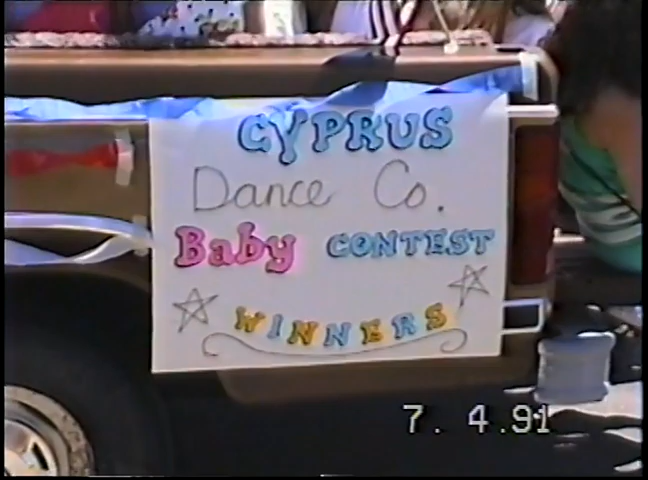 CYPRUS
Dance Co.
Baby CONTEST
WINNERS
7. 4.91